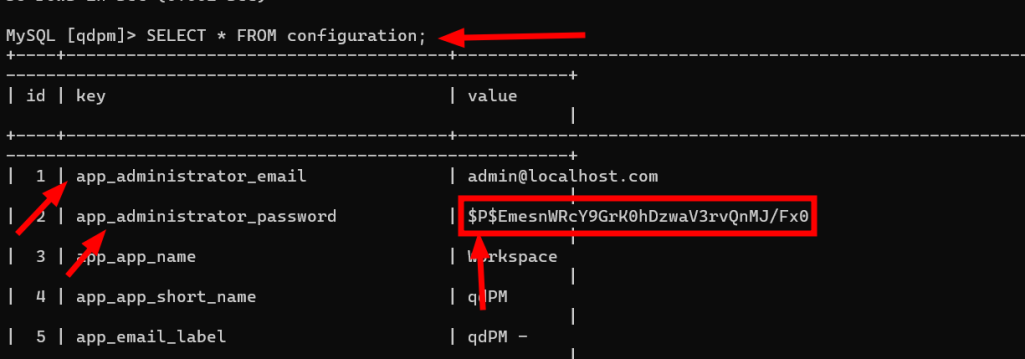 MySQL [qdpm]> SELECT * FROM configuration;
| id | key | value |
| 1 | app_administrator_email | admin@localhost.com |
| 2 | app_administrator_password | $P$EmesnWRcY9GrK0hDzwaV3rvQnMJ/Fx0 |
| 3 | app_app_name | Workspace |
| 4 | app_app_short_name | qdPM |
| 5 | app_email_label | qdPM - |